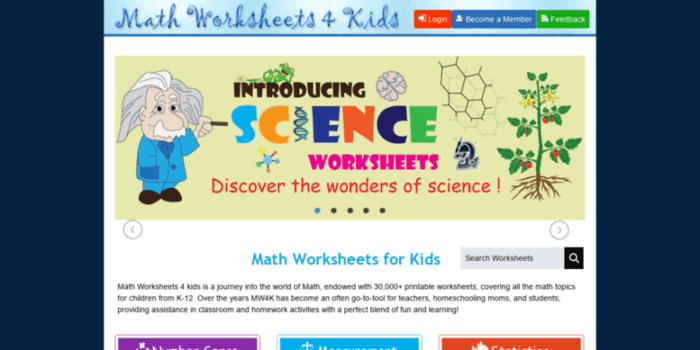 Math Worksheets 4 Kids
Login
Become a Member
Feedback
INTRODUCING
SCIENCE
WORKSHEETS
Discover the wonders of science !
Math Worksheets for Kids
Search Worksheets
Math Worksheets 4 kids is a journey into the world of Math, endowed with 30,000+ printable worksheets; covering all the math topics
for children from K-12. Over the years MW4K has become an often go-to-tool for teachers, homeschooling moms, and students;
providing assistance in classroom and homework activities with a perfect blend of fun and learning!
Number Sense
Measurement
Statistics